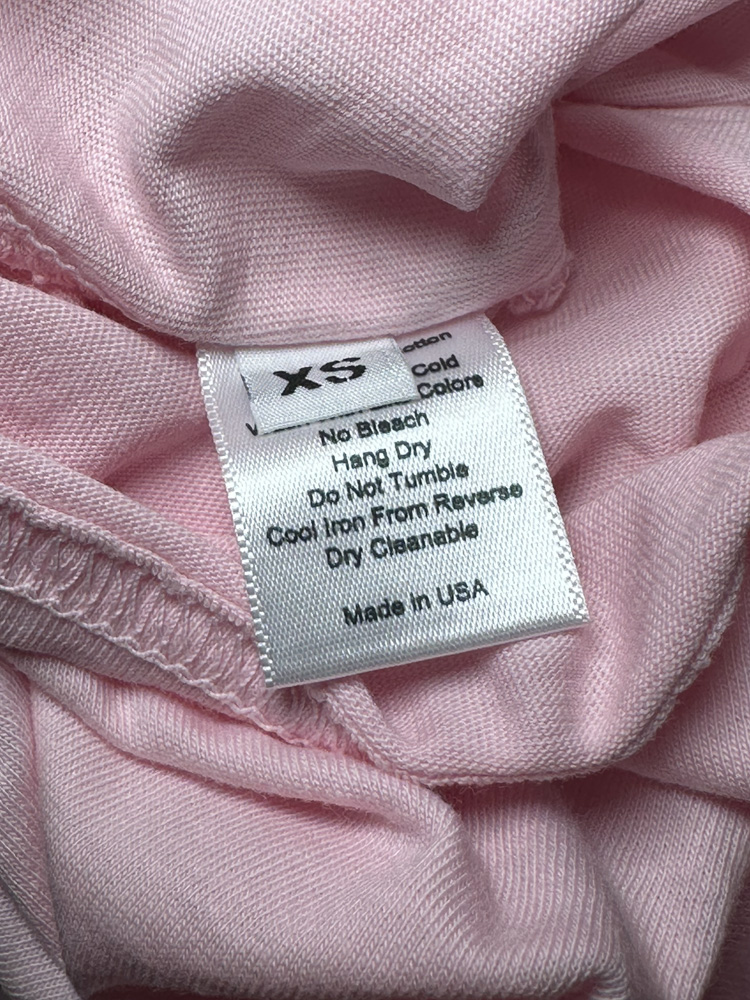 XS
Cold
Colors
No Bleach
Hang Dry
Do Not Tumble
Cool Iron From Reverse
Dry Cleanable
Made in USA